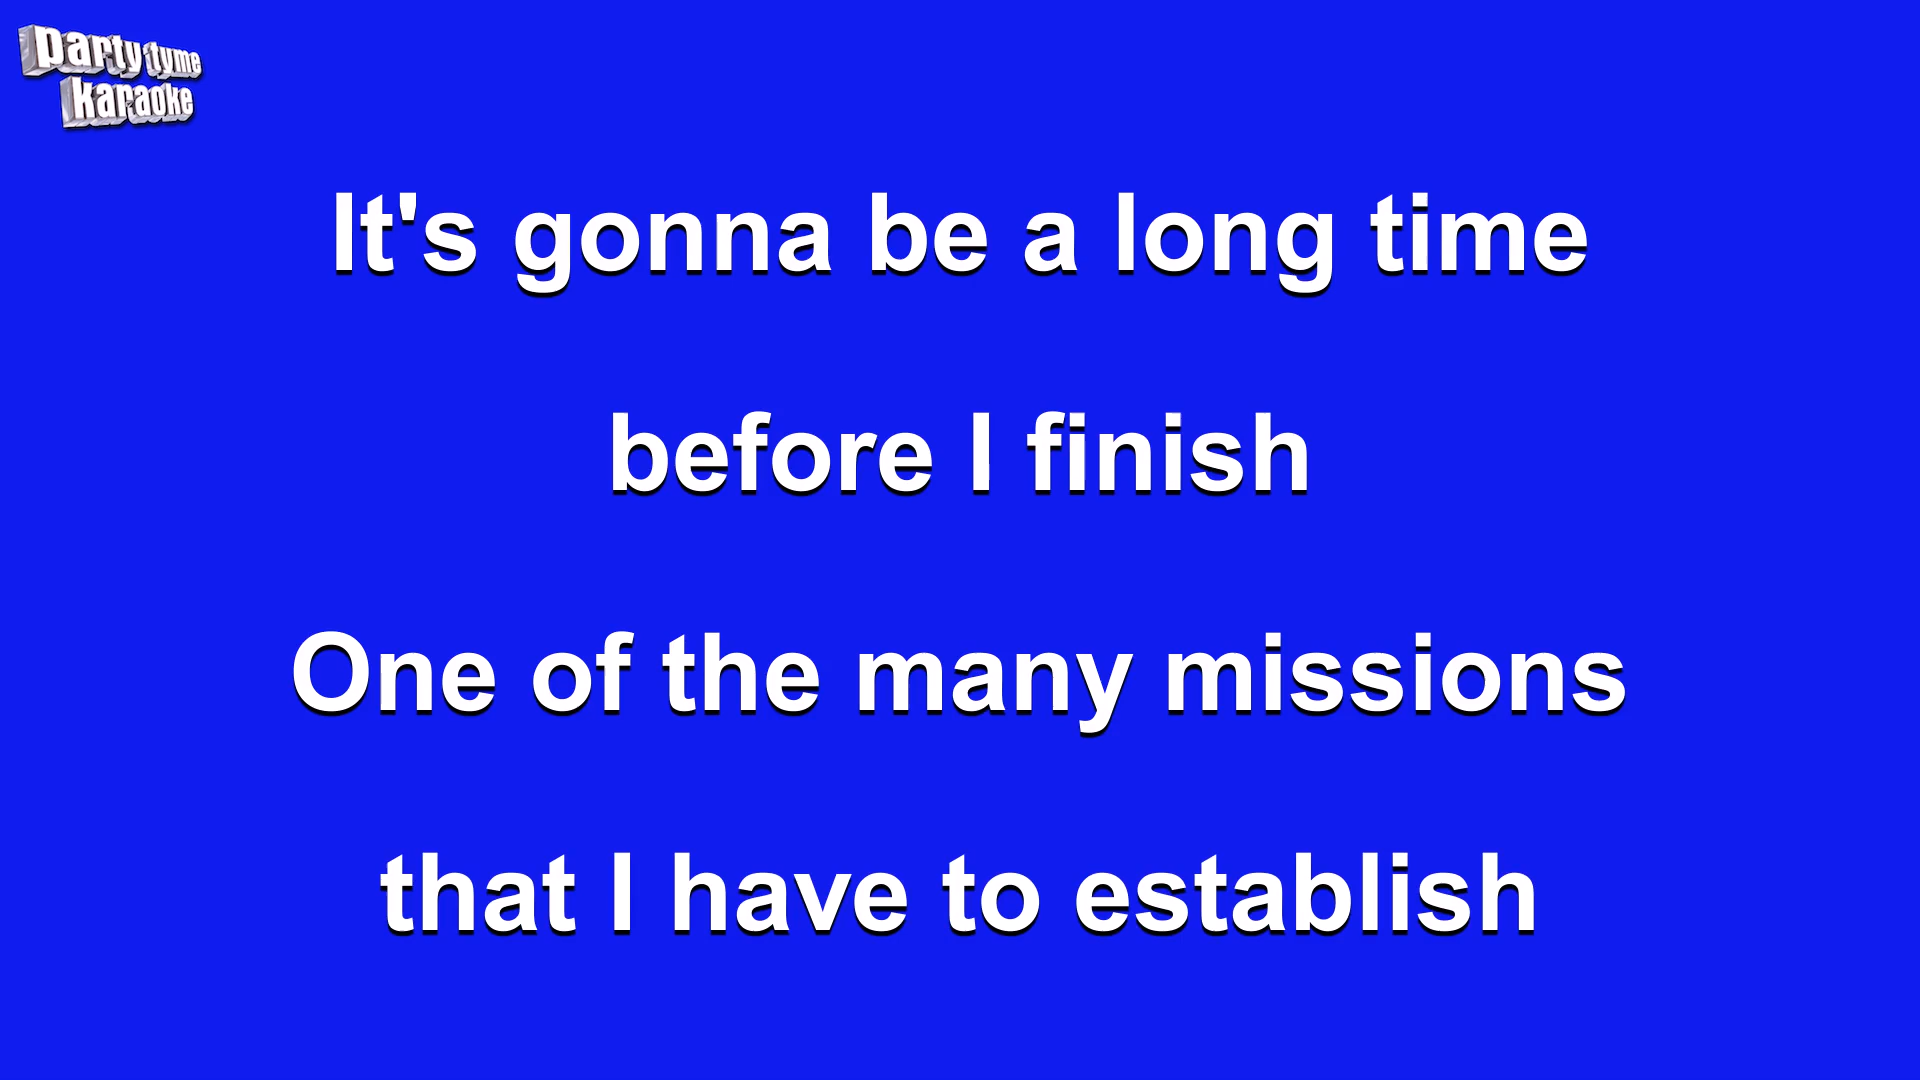 party tyme
karaoke
It's gonna be a long time
before I finish
One of the many missions
that I have to establish